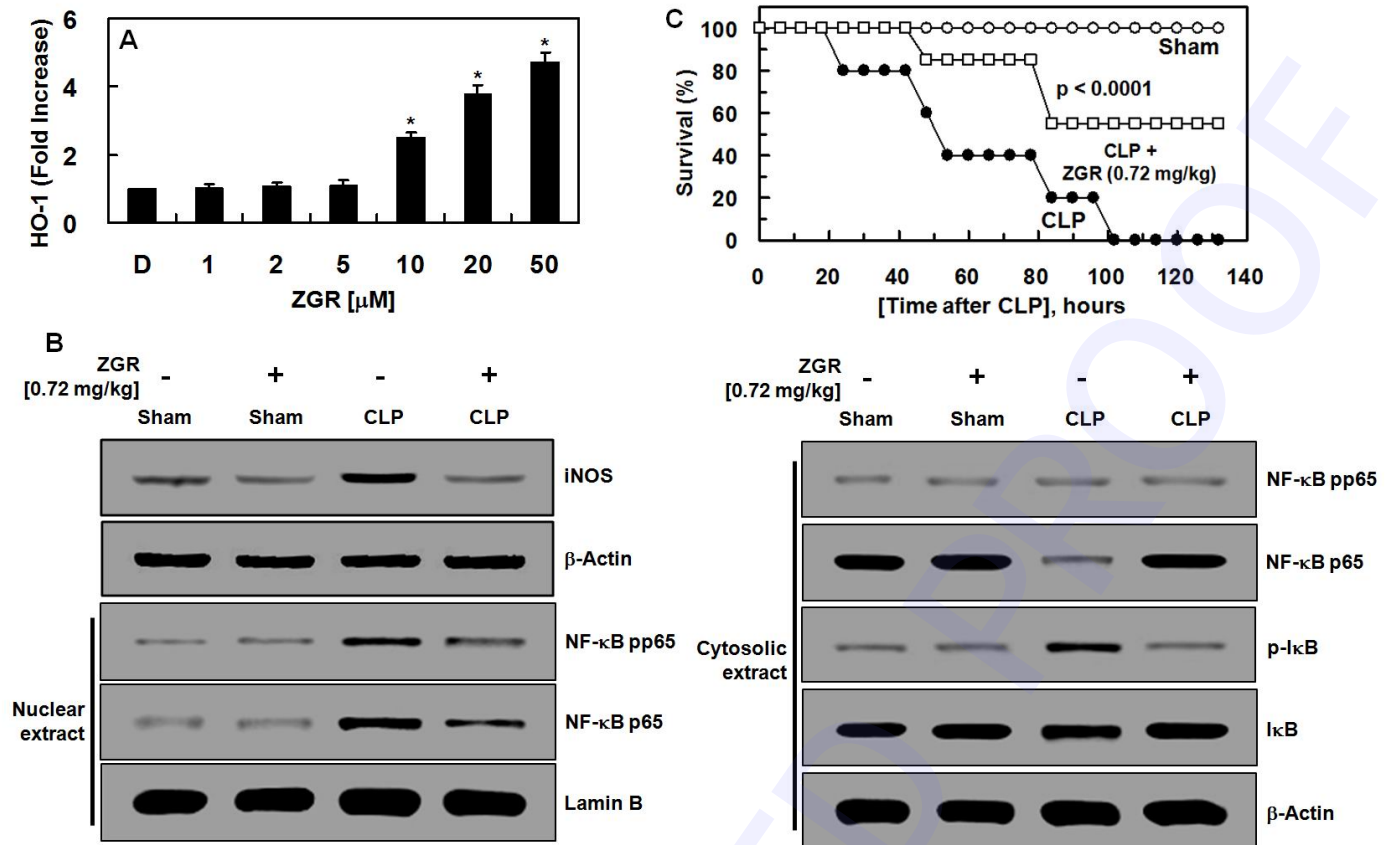 A
HO-1 (Fold Increase)
6
4
2
0
* * *
D 1 2 5 10 20 50
ZGR [μM]
C
Survival (%)
100
80
60
40
20
0
Sham
p < 0.0001
CLP +
ZGR (0.72 mg/kg)
CLP
0 20 40 60 80 100 120 140
[Time after CLP], hours
B
ZGR
[0.72 mg/kg]
- + - +
Sham Sham CLP CLP
iNOS
β-Actin
Nuclear
extract
NF-κB pp65
NF-κB p65
Lamin B
ZGR
[0.72 mg/kg]
- + - +
Sham Sham CLP CLP
Cytosolic
extract
NF-κB pp65
NF-κB p65
p-IκB
IκB
β-Actin
D PROOF